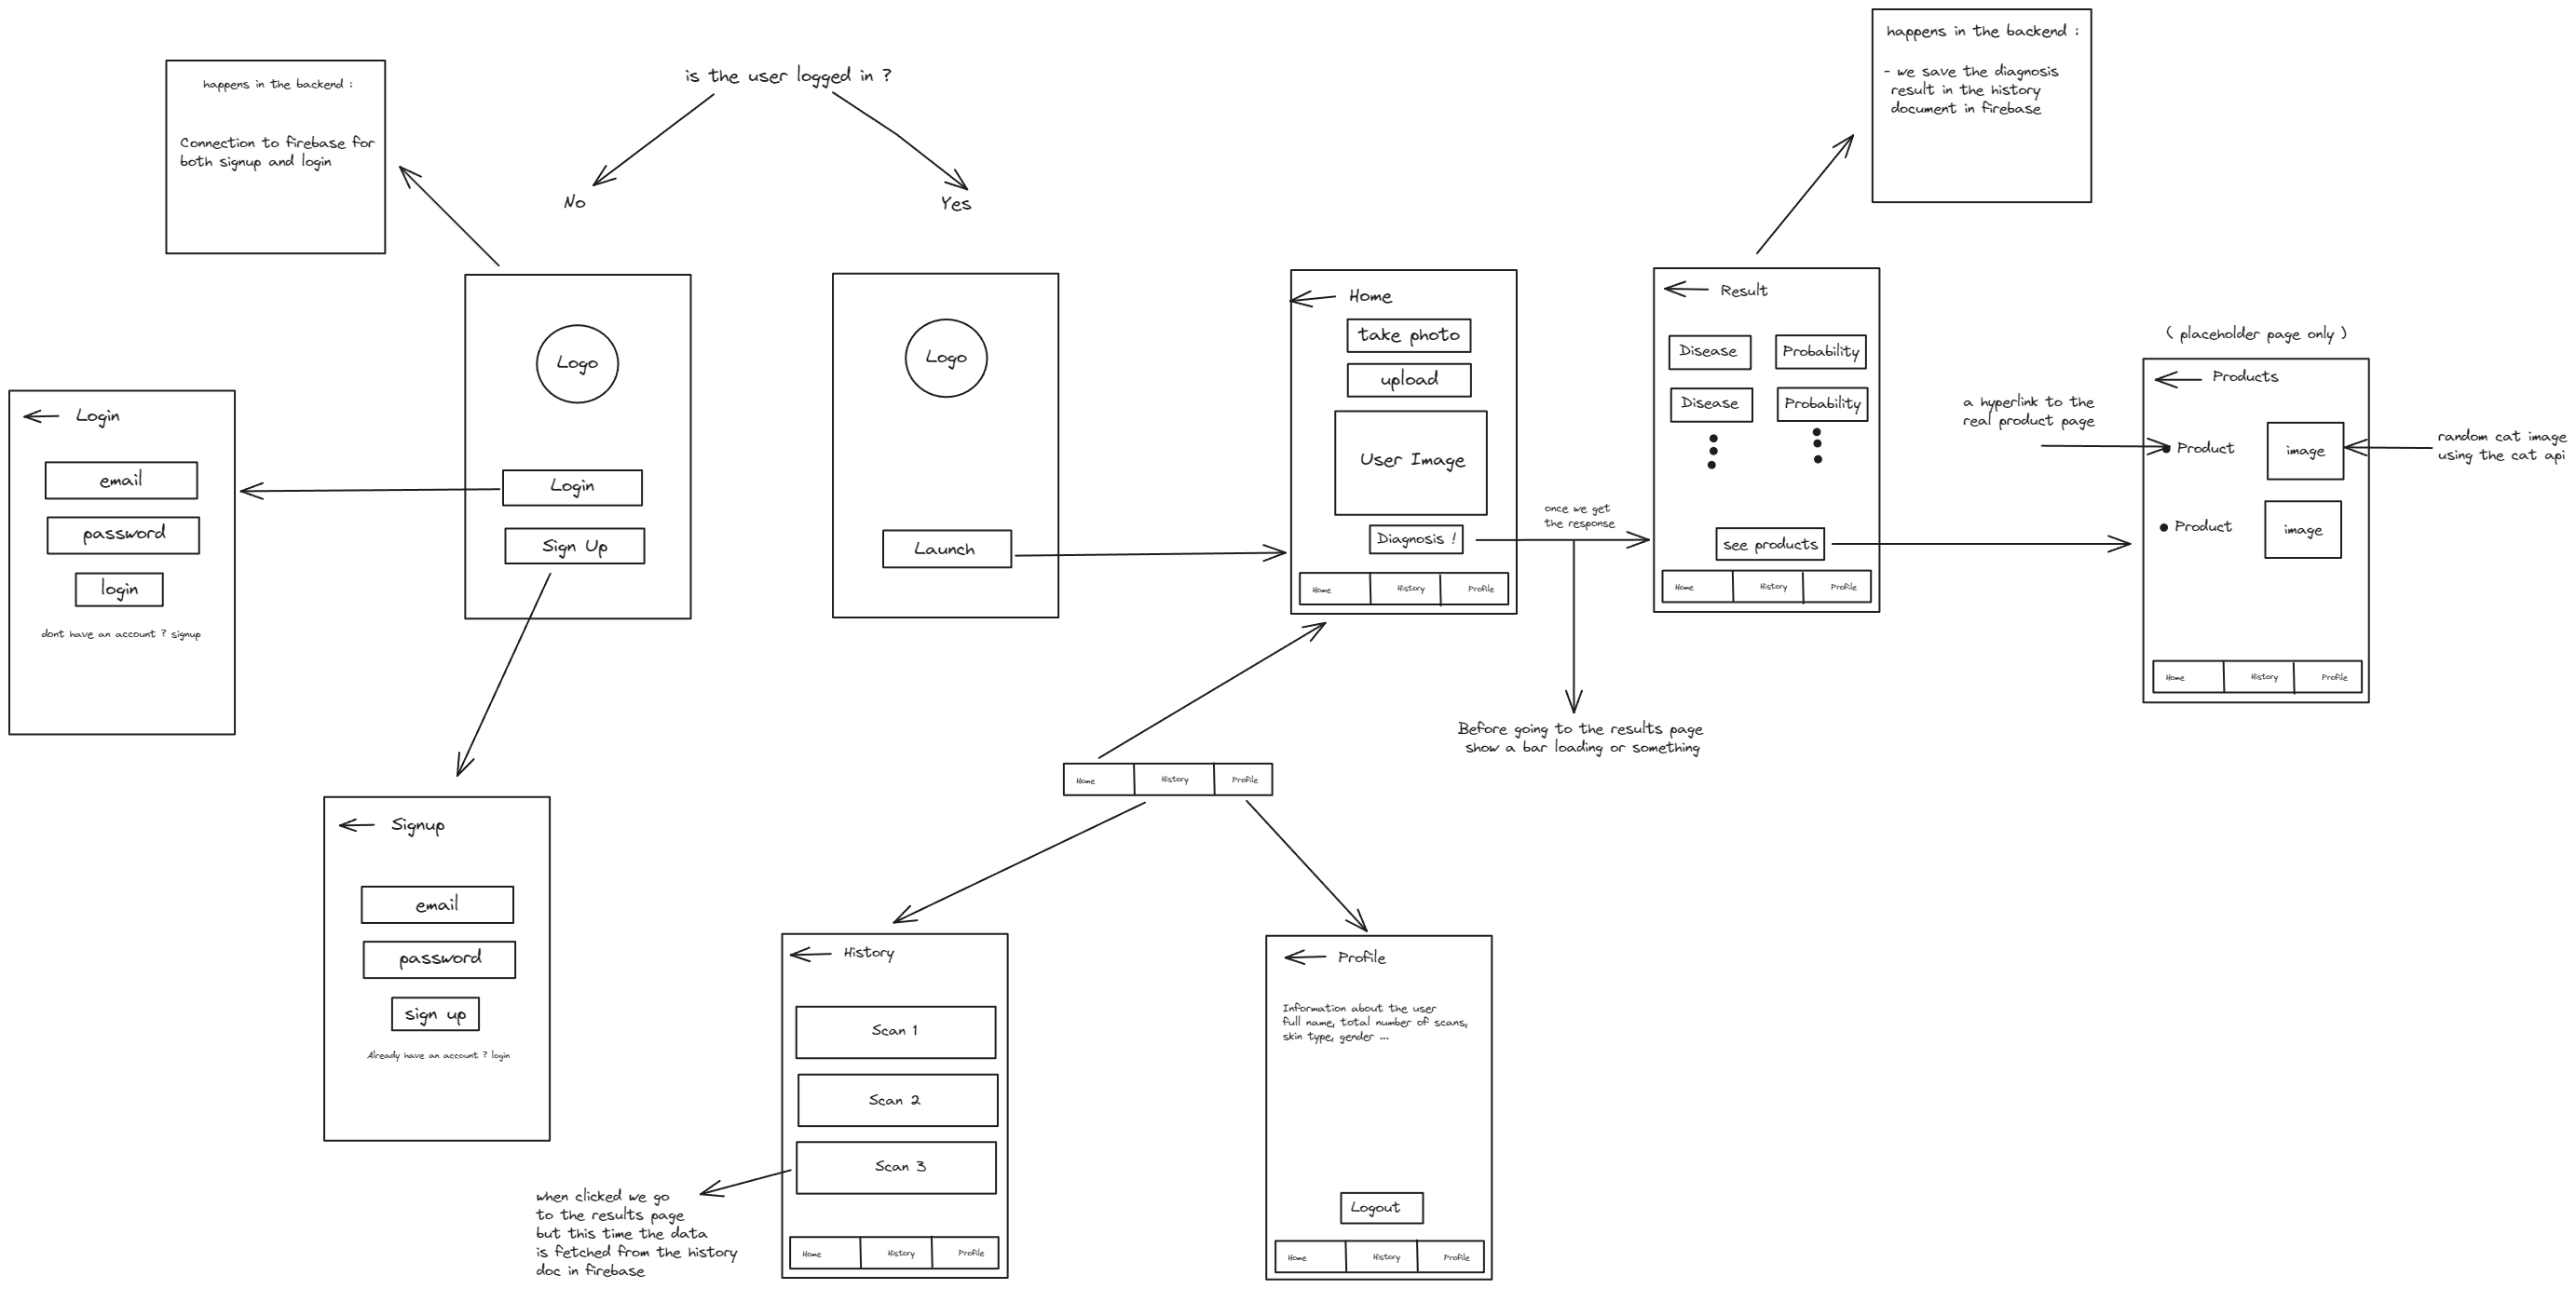 happens in the backend :
Connection to firebase for
both signup and login
is the user logged in ?
No
Yes
happens in the backend :
- we save the diagnosis
result in the history
document in firebase
Logo
Login
Sign Up
Logo
Launch
Login
email
password
login
dont have an account ? signup
Signup
email
password
sign up
Already have an account ? login
Home
take photo
upload
User Image
Diagnosis !
Home History Profile
once we get
the response
Before going to the results page
show a bar loading or something
Result
Disease Probability
Disease Probability
see products
Home History Profile
( placeholder page only )
Products
a hyperlink to the
real product page
Product image
random cat image
using the cat api
Product image
Home History Profile
Home History Profile
History
Scan 1
Scan 2
Scan 3
Home History Profile
when clicked we go
to the results page
but this time the data
is fetched from the history
doc in firebase
Profile
Information about the user
full name, total number of scans,
skin type, gender ...
Logout
Home History Profile